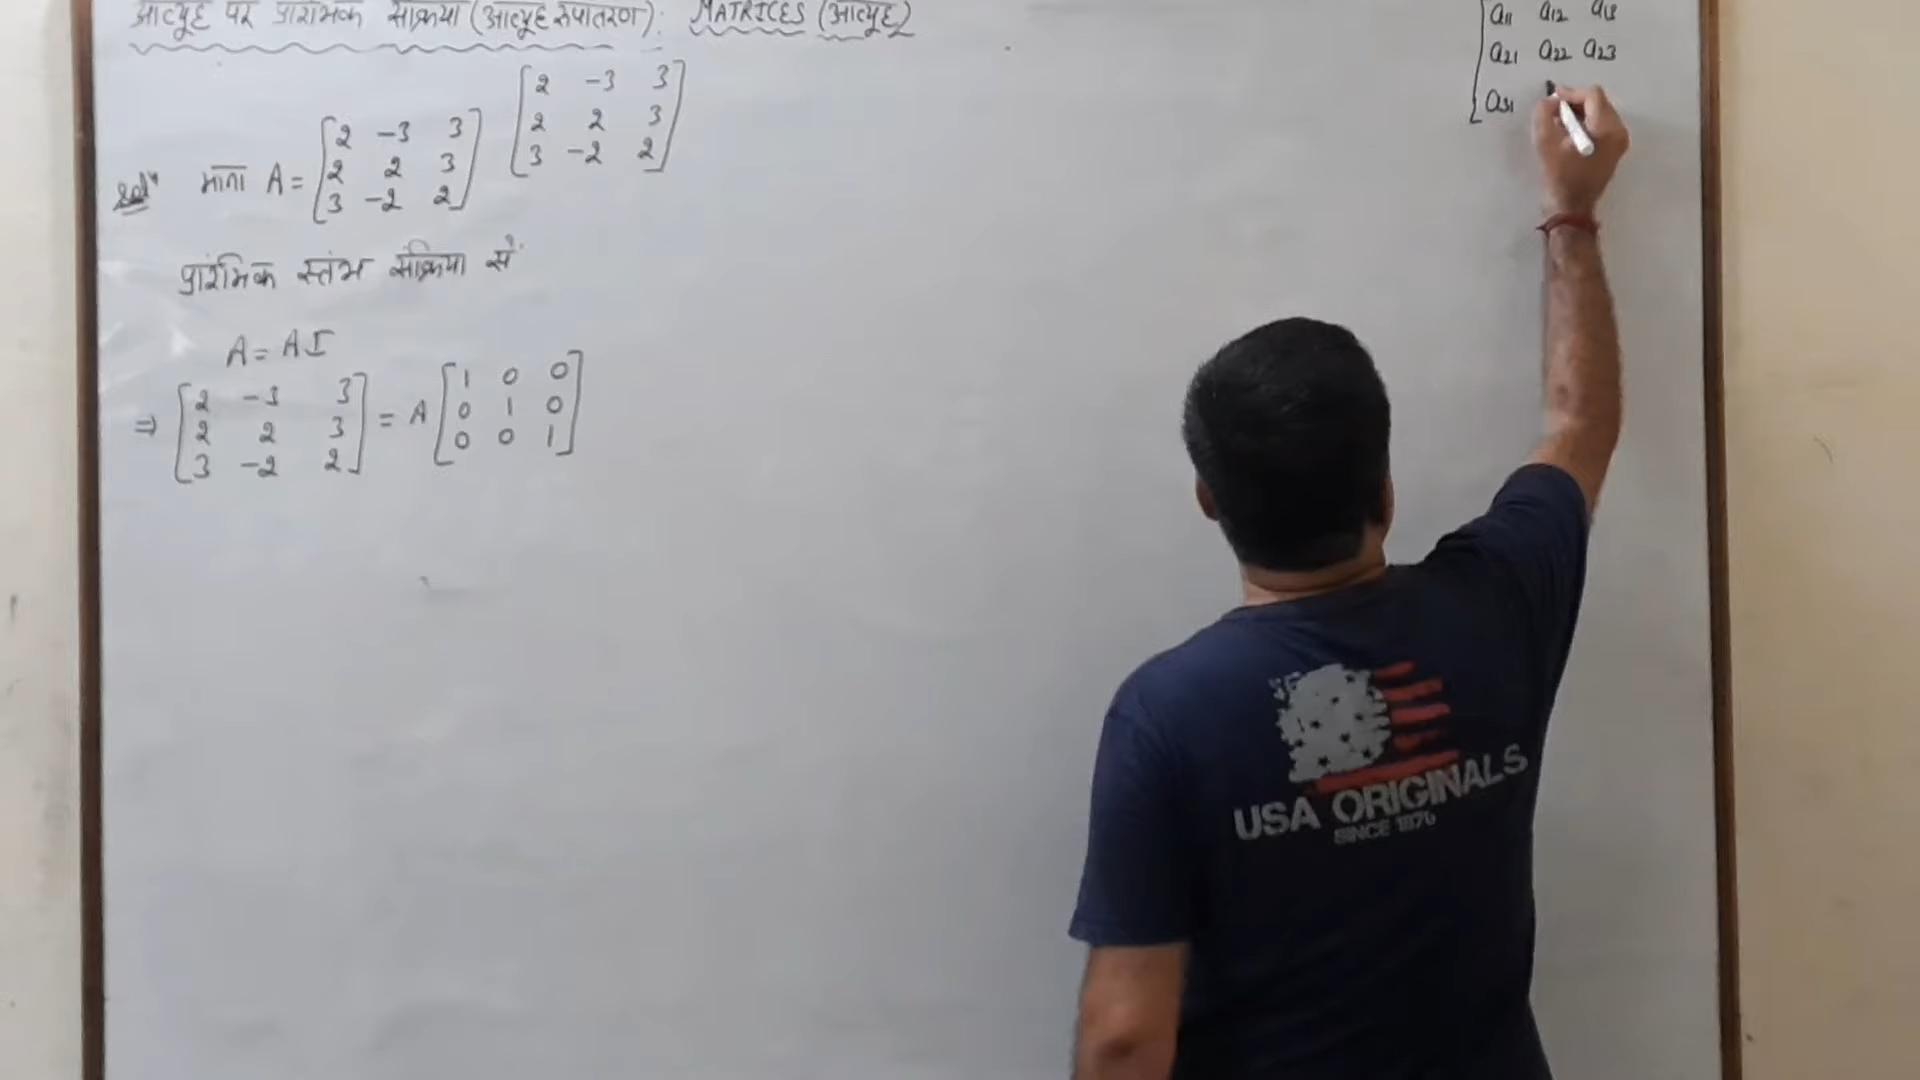 आव्यूह पर प्रारंभिक संक्रिया (आव्यूह रूपांतरण): MATRICES (आव्यूह)
[2 -3 3
2 2 3
3 -2 2]
Solⁿ माना A = [2 -3 3
2 2 3
3 -2 2]
प्रारंभिक स्तंभ संक्रिया से
A = AI
⇒ [2 -3 3
2 2 3
3 -2 2] = A [1 0 0
0 1 0
0 0 1]
[a11 a12 a13
a21 a22 a23
a31
USA ORIGINALS
SINCE 1876